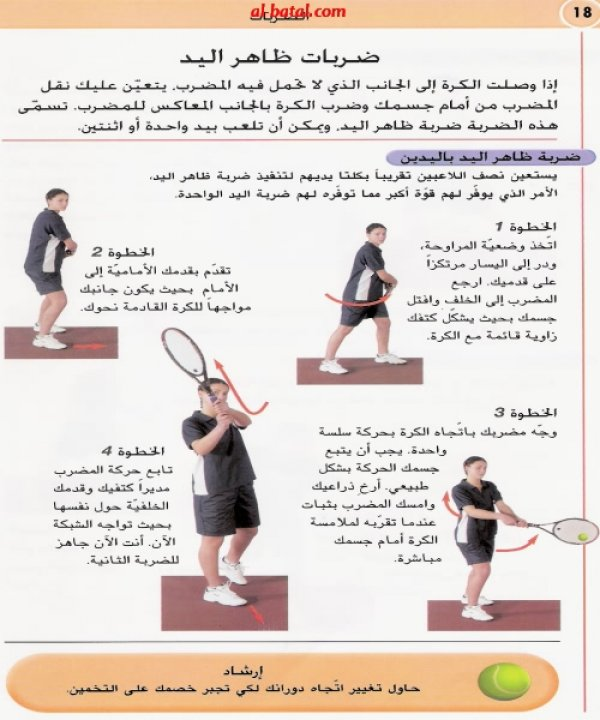 18
الضربات
al-batal.com
ضربات ظاهر اليد
إذا وصلت الكرة إلى الجانب الذي لا تحمل فيه المضرب، يتعيّن عليك نقل
المضرب من أمام جسمك وضرب الكرة بالجانب المعاكس للمضرب. تسمّى
هذه الضربة ضربة ظاهر اليد. ويمكن أن تلعب بيد واحدة أو اثنتين.
ضربة ظاهر اليد باليدين
يستعين نصف اللاعبين تقريباً بكلتا يديهم لتنفيذ ضربة ظاهر اليد،
الأمر الذي يوفّر لهم قوّة أكبر مما توفّره لهم ضربة اليد الواحدة.
الخطوة 1
اتّخذ وضعيّة المراوحة،
ودر إلى اليسار مرتكزاً
على قدميك. ارجع
المضرب إلى الخلف وافتل
جسمك بحيث يشكّل كتفك
زاوية قائمة مع الكرة.
الخطوة 2
تقدّم بقدمك الأماميّة إلى
الأمام بحيث يكون جانبك
مواجهاً للكرة القادمة نحوك.
الخطوة 3
وجّه مضربك باتّجاه الكرة بحركة سلسة
واحدة. يجب أن يتبع
جسمك الحركة بشكل
طبيعي. أرخِ ذراعيك
وامسك المضرب بثبات
عندما تقرّبه لملامسة
الكرة أمام جسمك
مباشرة.
الخطوة 4
تابع حركة المضرب
مديراً كتفيك وقدمك
الخلفيّة حول نفسها
بحيث تواجه الشبكة
الآن. أنت الآن جاهز
للضربة الثانية.
إرشاد
حاول تغيير اتّجاه دورانك لكي تجبر خصمك على التخمين.